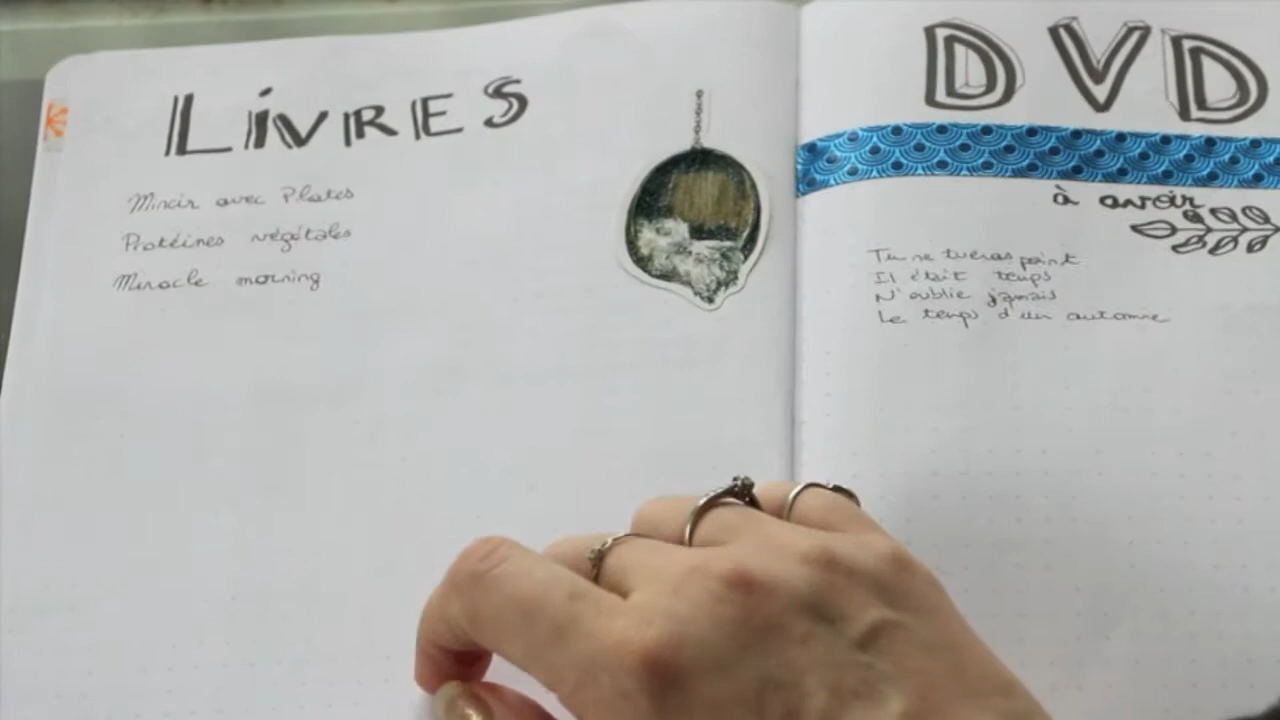 LiVRES
Mincir avec Pilates
Protéines végétales
Miracle morning
DVD
à avoir
Tu ne tueras point
Il était temps
N'oublie jamais
Le temps d'un automne